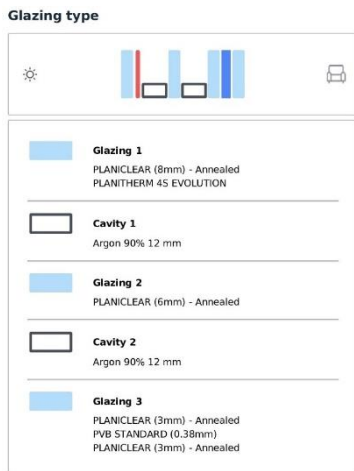 Glazing type
Glazing 1
PLANICLEAR (8mm) - Annealed
PLANITHERM 4S EVOLUTION
Cavity 1
Argon 90% 12 mm
Glazing 2
PLANICLEAR (6mm) - Annealed
Cavity 2
Argon 90% 12 mm
Glazing 3
PLANICLEAR (3mm) - Annealed
PVB STANDARD (0.38mm)
PLANICLEAR (3mm) - Annealed